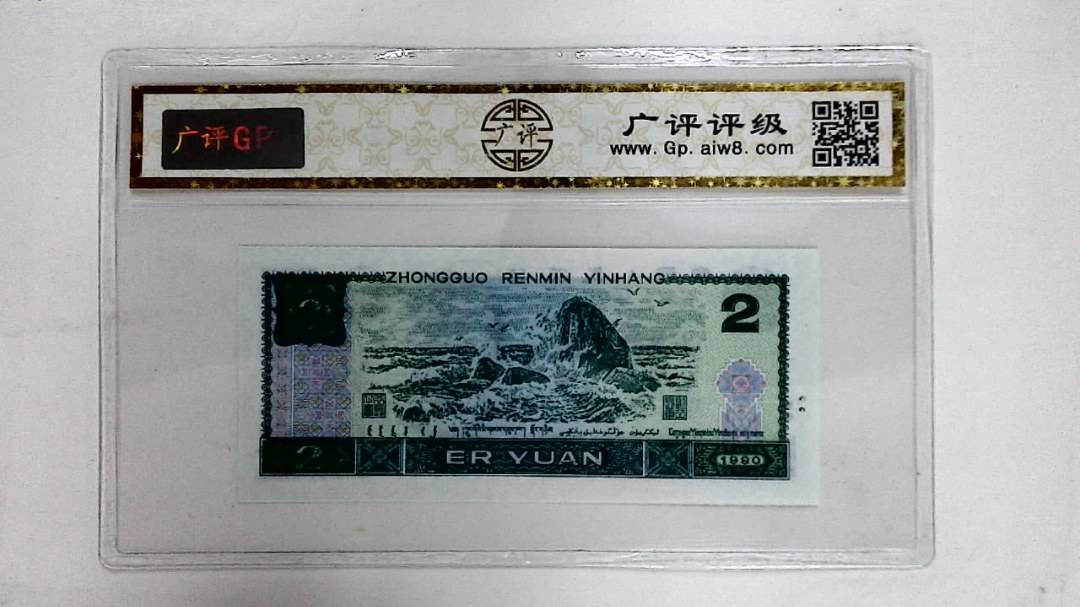 广评GP
广评
广评评级
www. Gp. aiw8. com
ZHONGGUO RENMIN YINHANG
2
2
ER YUAN
1990